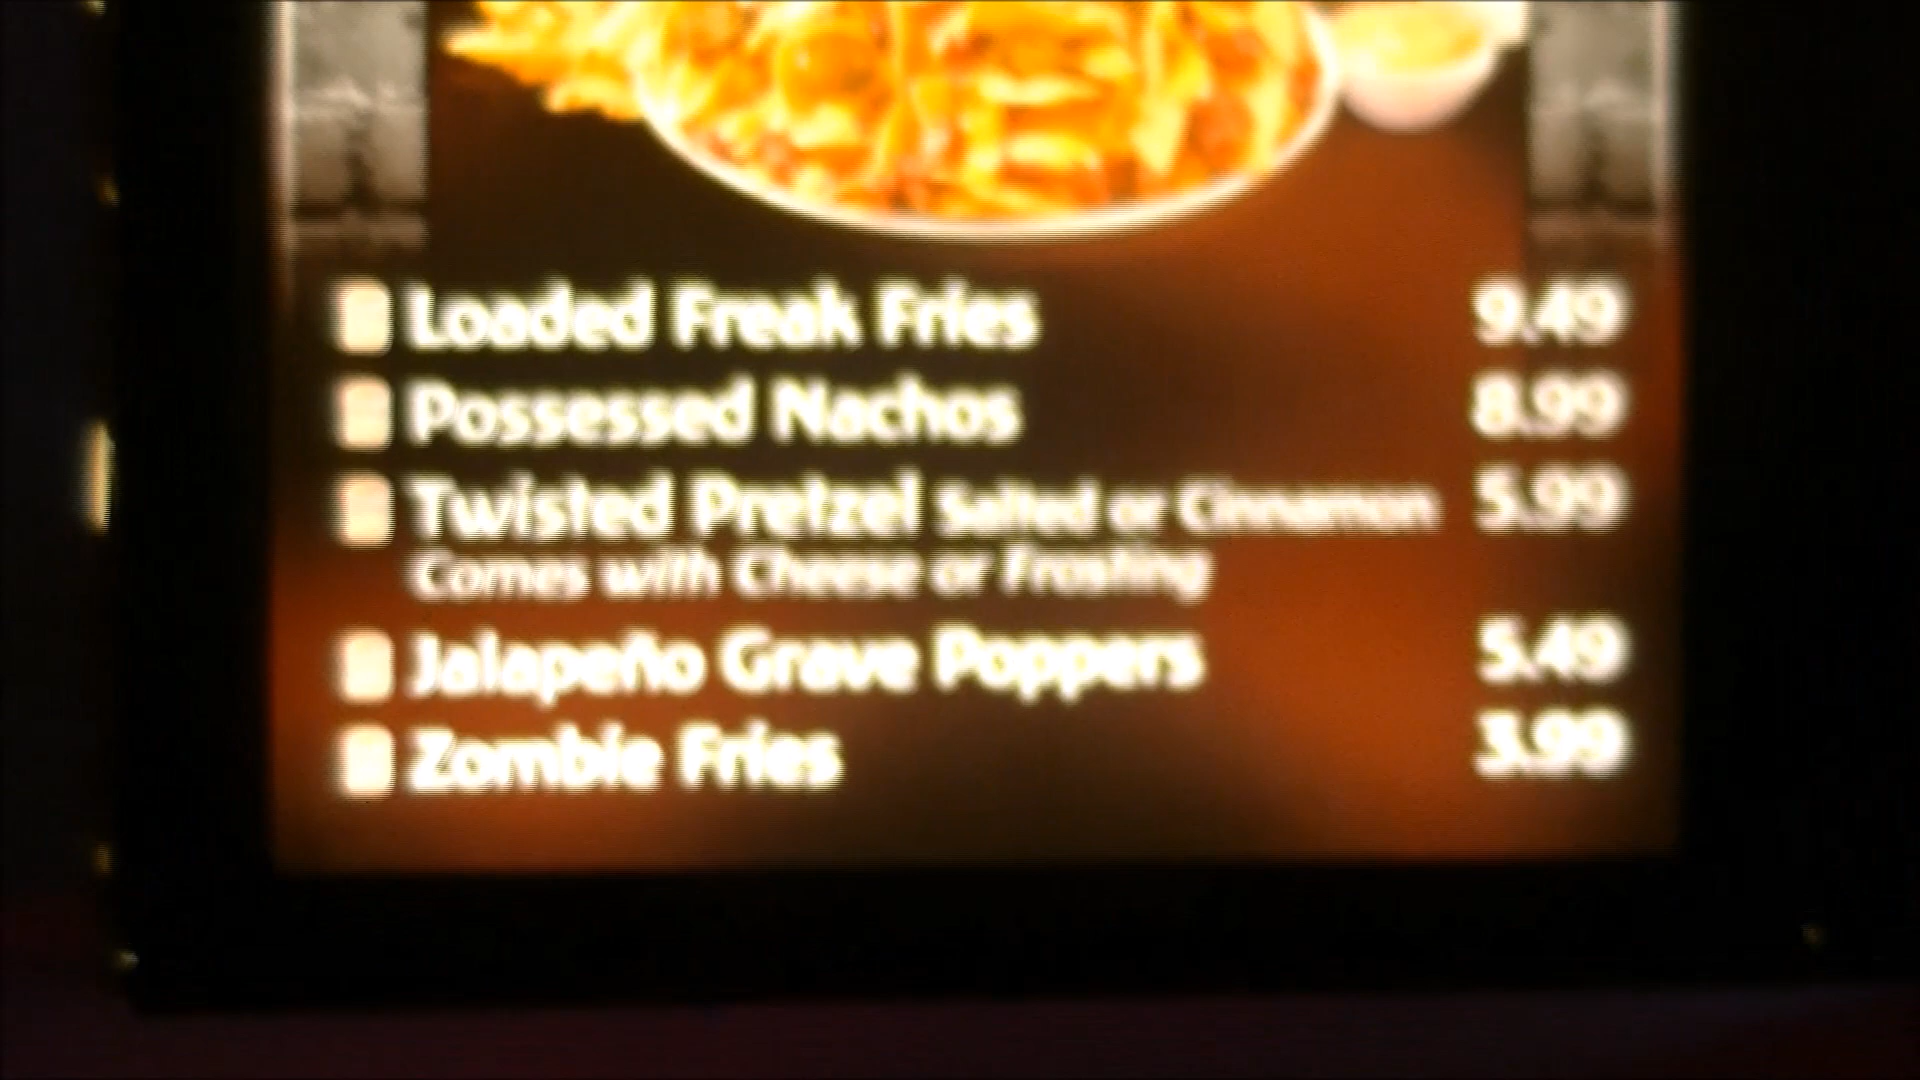 Loaded Freak Fries 9.49
Possessed Nachos 8.99
Twisted Pretzel Salted or Cinnamon 5.99
Comes with Cheese or Frosting
Jalapeño Grave Poppers 5.49
Zombie Fries 3.99